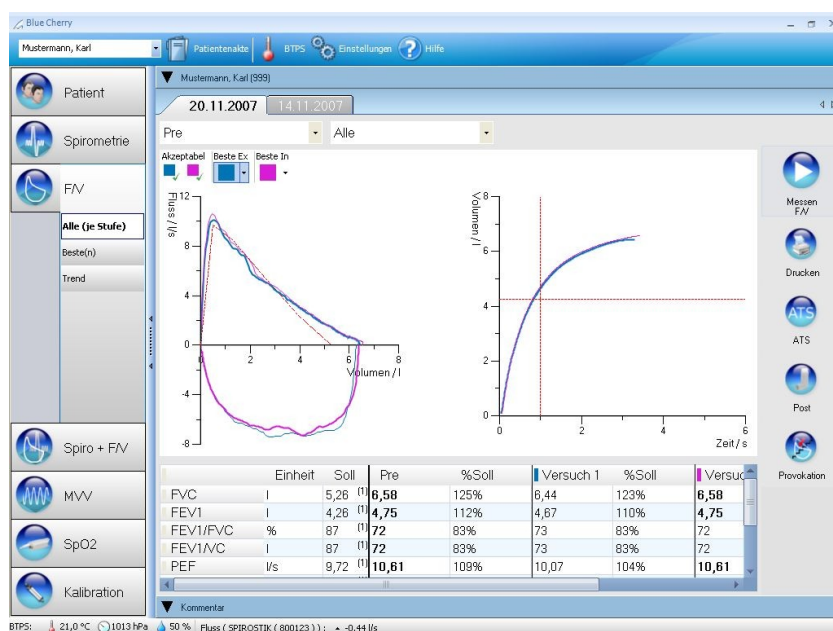 Blue Cherry
Mustermann, Karl
Patientenakte
BTPS
Einstellungen
Hilfe
Patient
Spirometrie
F/V
Alle (je Stufe)
Beste(n)
Trend
Spiro + F/V
MVV
SpO2
Kalibration
Mustermann, Karl (999)
20.11.2007 14.11.2007
Pre Alle
Akzeptabel Beste Ex Beste In
Fluss / l/s
12
8
4
0
-4
-8
2 4 6 8
Volumen / l
Volumen / l
8
6
4
2
0
0 2 4 6
Zeit / s
Messen F/V
Drucken
ATS
ATS
Post
Provokation
Einheit Soll Pre %Soll Versuch 1 %Soll Versuc
FVC l 5,26 (1) 6,58 125% 6,44 123% 6,58
FEV1 l 4,26 (1) 4,75 112% 4,67 110% 4,75
FEV1/FVC % 87 (1) 72 83% 73 83% 72
FEV1/VC l 87 (1) 72 83% 73 83% 72
PEF l/s 9,72 (1) 10,61 109% 10,07 104% 10,61
Kommentar
BTPS: 21,0 °C 1013 hPa 50 % Fluss ( SPIROSTIK ( 800123 ) ) : -0,44 l/s